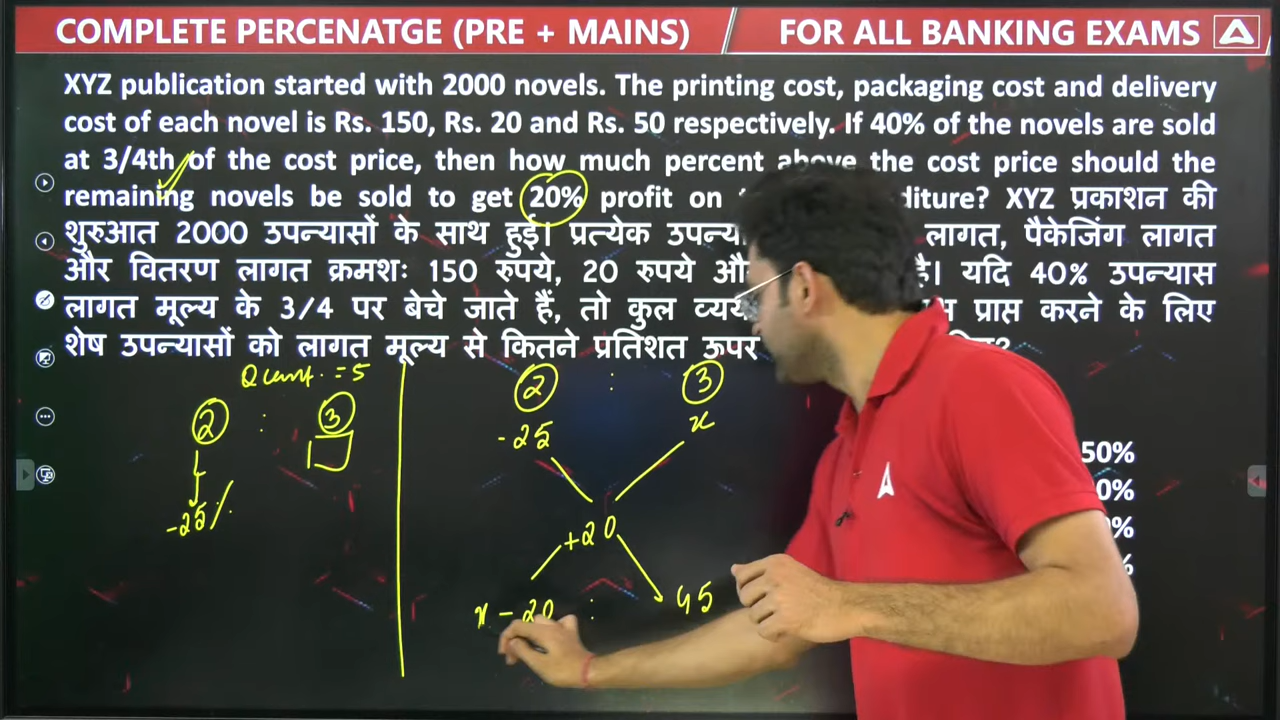 COMPLETE PERCENATGE (PRE + MAINS)
FOR ALL BANKING EXAMS
XYZ publication started with 2000 novels. The printing cost, packaging cost and delivery
cost of each novel is Rs. 150, Rs. 20 and Rs. 50 respectively. If 40% of the novels are sold
at 3/4th of the cost price, then how much percent above the cost price should the
remaining novels be sold to get 20% profit on
XYZ प्रकाशन की
शुरुआत 2000 उपन्यासों के साथ हुई। प्रत्येक
लागत, पैकेजिंग लागत
और वितरण लागत क्रमशः 150 रुपये, 20 रुपये
है। यदि 40% उपन्यास
लागत मूल्य के 3/4 पर बेचे जाते हैं, तो कुल
प्राप्त करने के लिए
शेष उपन्यासों को लागत मूल्य से कितने प्रतिशत ऊपर
= 5
2 : 3
-25%
2 : 3
-25 x
+20
x - 20 : 45
50%